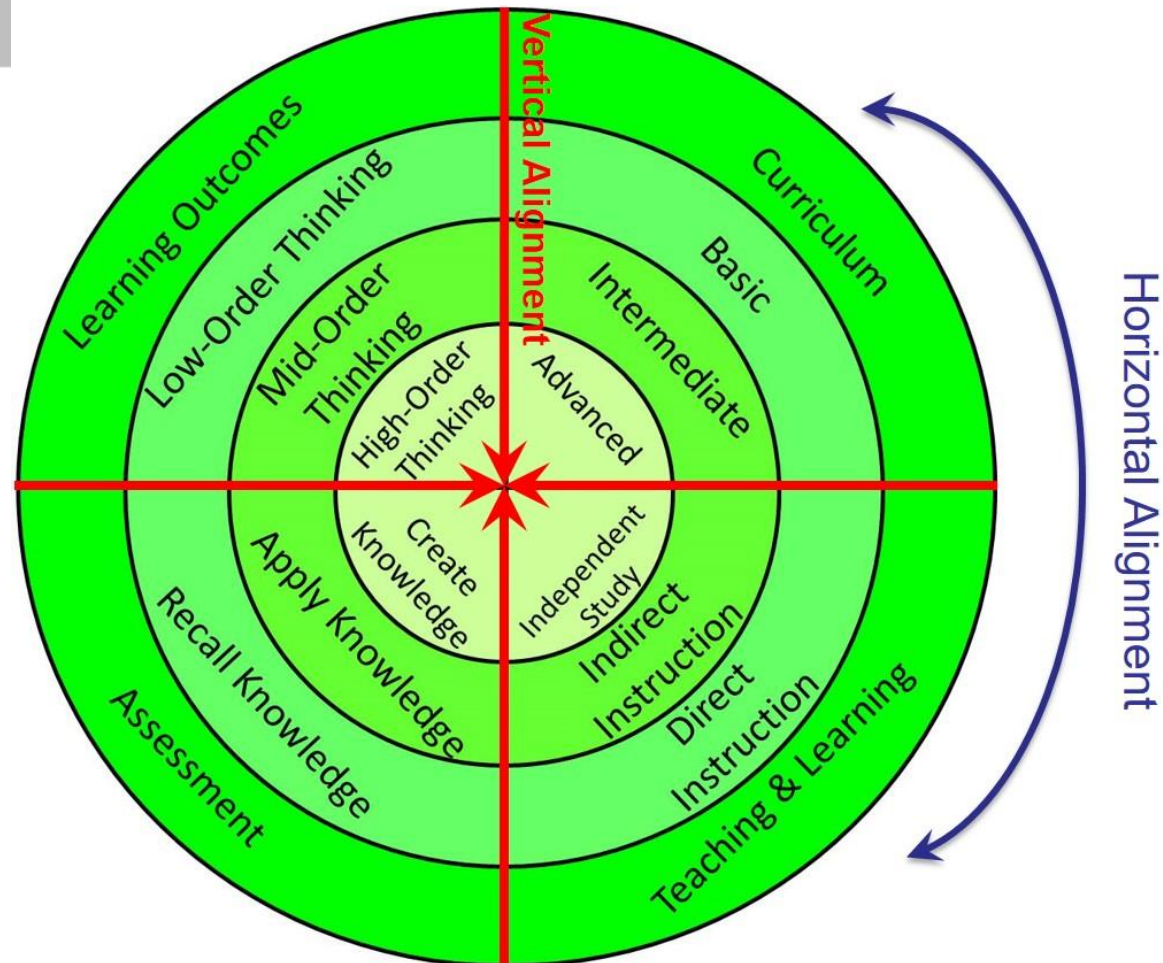 Vertical Alignment
Horizontal Alignment
Learning Outcomes
Low-Order Thinking
Mid-Order
Thinking
High-Order
Thinking
Curriculum
Basic
Intermediate
Advanced
Teaching & Learning
Direct
Instruction
Indirect
Instruction
Independent
Study
Assessment
Recall Knowledge
Apply Knowledge
Create
Knowledge